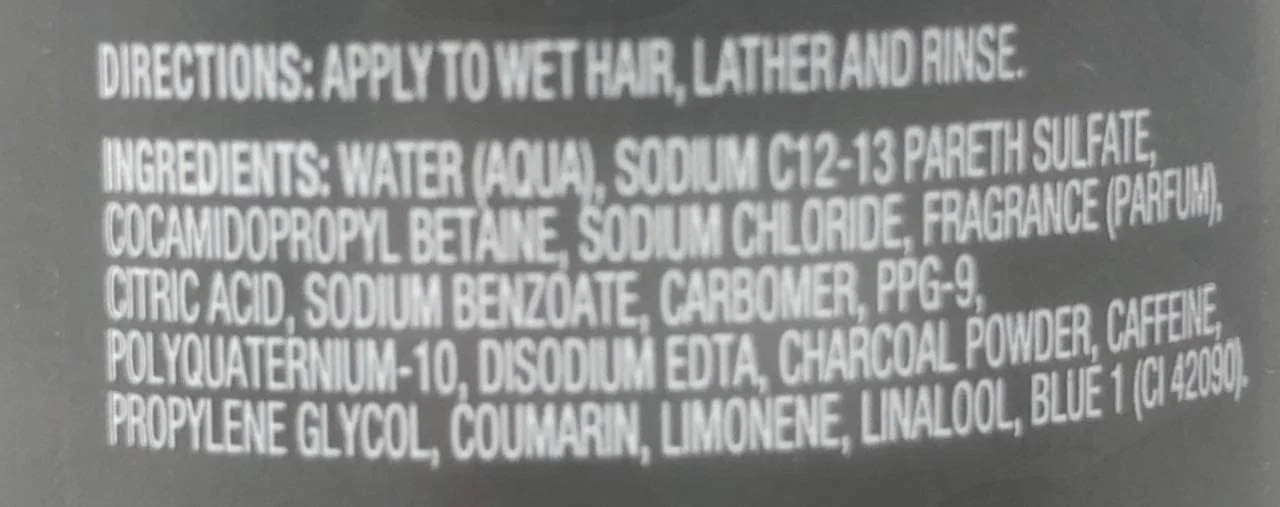 DIRECTIONS: APPLY TO WET HAIR, LATHER AND RINSE.
INGREDIENTS: WATER (AQUA), SODIUM C12-13 PARETH SULFATE,
COCAMIDOPROPYL BETAINE, SODIUM CHLORIDE, FRAGRANCE (PARFUM),
CITRIC ACID, SODIUM BENZOATE, CARBOMER, PPG-9,
POLYQUATERNIUM-10, DISODIUM EDTA, CHARCOAL POWDER, CAFFEINE,
PROPYLENE GLYCOL, COUMARIN, LIMONENE, LINALOOL, BLUE 1 (CI 42090).